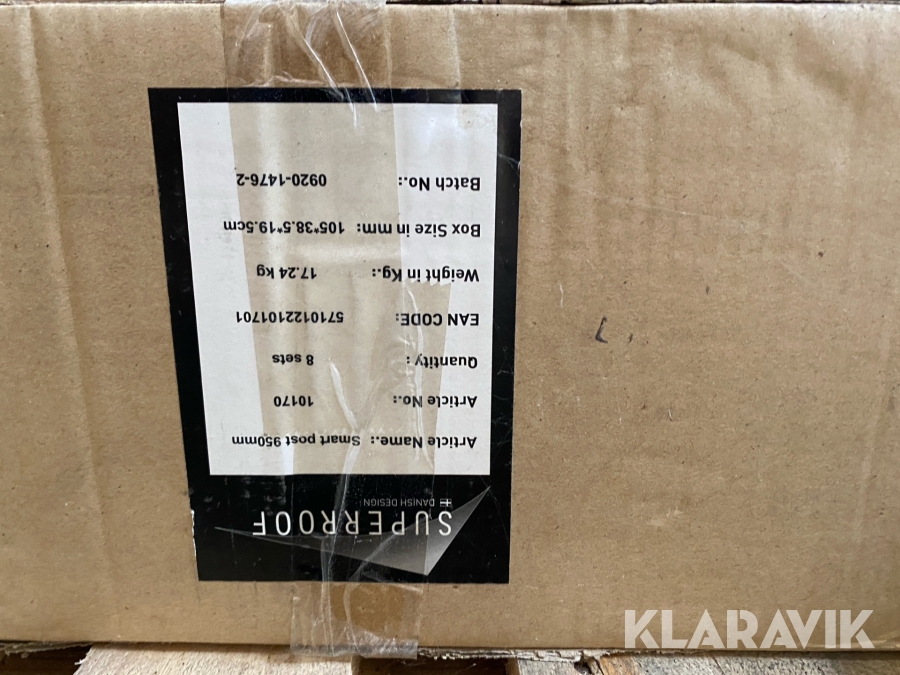 SUPERROOF
DANISH DESIGN
Article Name.: Smart post 950mm
Article No.: 10170
Quantity : 8 sets
EAN CODE: 5710122101701
Weight in Kg.: 17.24 kg
Box Size in mm: 105*38.5*19.5cm
Batch No.: 0920-1476-2
KLARAVIK